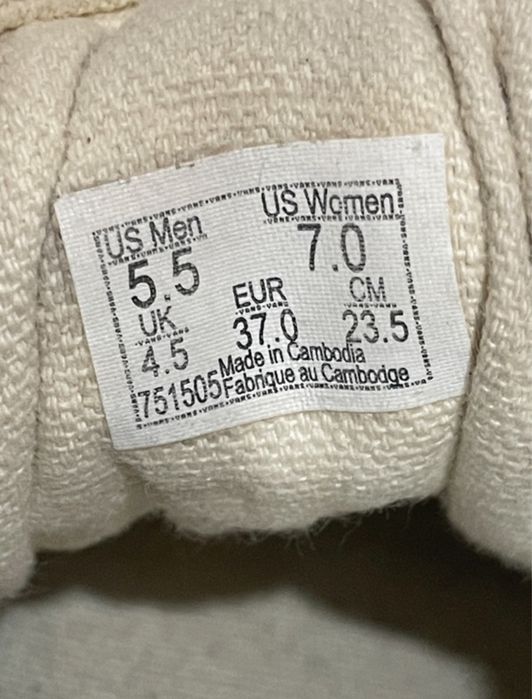 US Men US Women
5.5 7.0
UK EUR CM
4.5 37.0 23.5
751505 Made in Cambodia
Fabrique au Cambodge